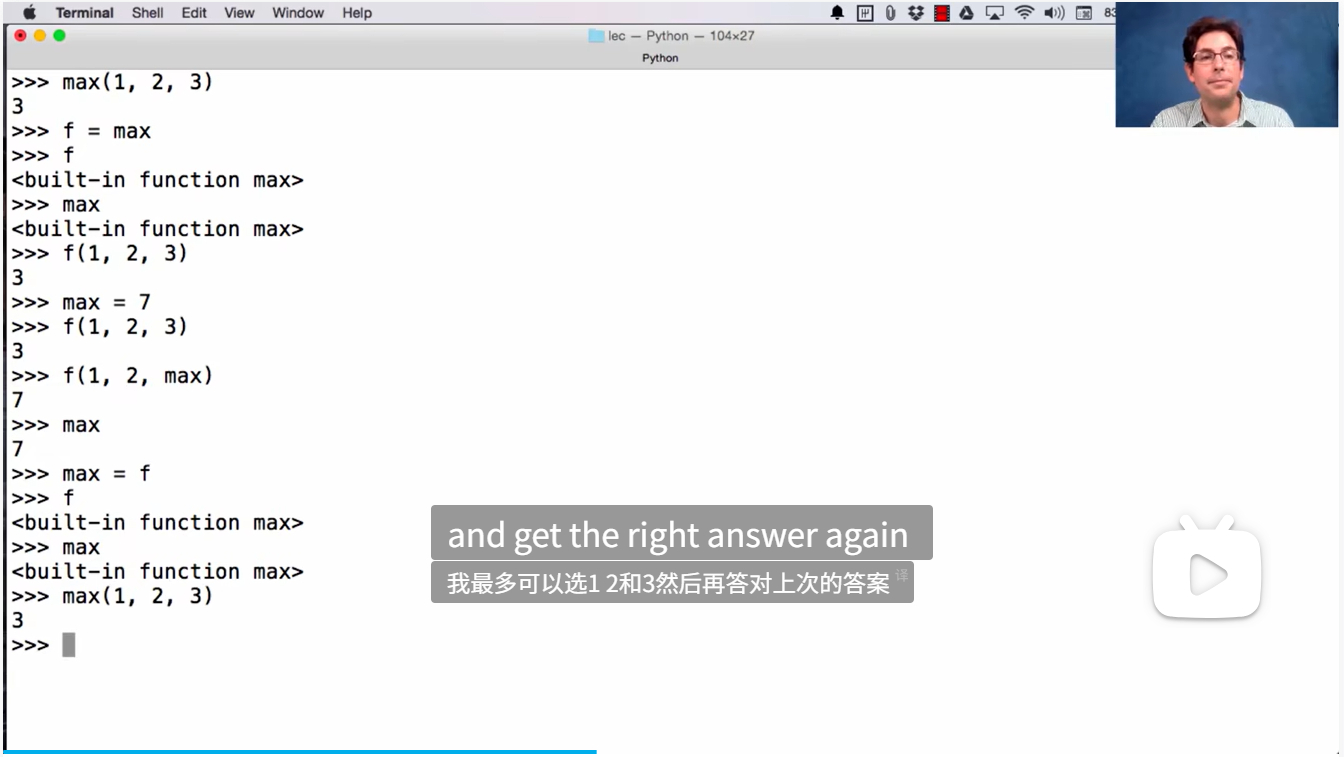 Terminal Shell Edit View Window Help 83
lec — Python — 104×27
Python
>>> max(1, 2, 3)
3
>>> f = max
>>> f
<built-in function max>
>>> max
<built-in function max>
>>> f(1, 2, 3)
3
>>> max = 7
>>> f(1, 2, 3)
3
>>> f(1, 2, max)
7
>>> max
7
>>> max = f
>>> f
<built-in function max>
>>> max
<built-in function max>
>>> max(1, 2, 3)
3
>>>
and get the right answer again
我最多可以选1 2和3然后再答对上次的答案 译